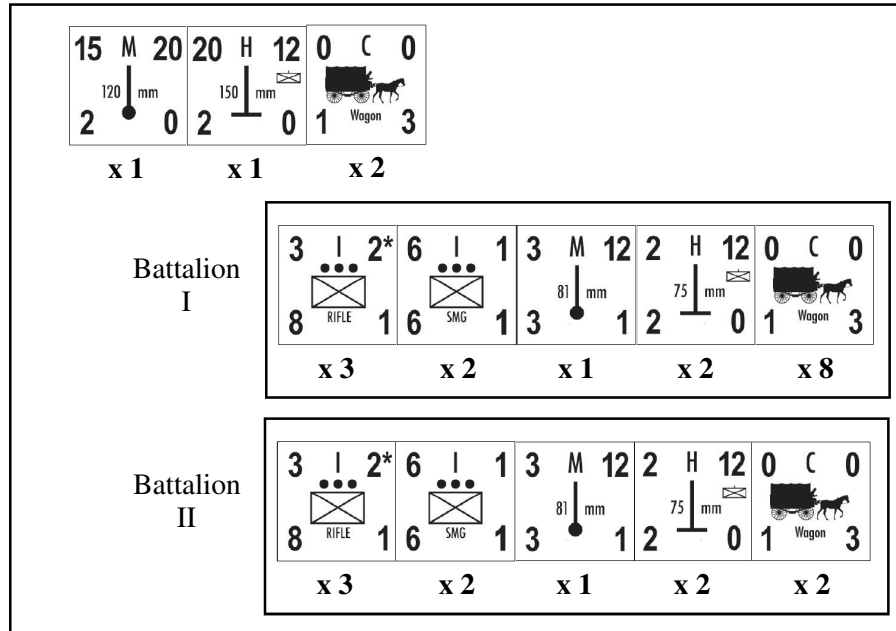 15 M 20 20 H 12 0 C 0
120 mm 150 mm
2 0 2 0 1 Wagon 3
x 1 x 1 x 2
Battalion
I
3 I 2* 6 I 1 3 M 12 2 H 12 0 C 0
81 mm 75 mm
8 RIFLE 1 6 SMG 1 3 1 2 0 1 Wagon 3
x 3 x 2 x 1 x 2 x 8
Battalion
II
3 I 2* 6 I 1 3 M 12 2 H 12 0 C 0
81 mm 75 mm
8 RIFLE 1 6 SMG 1 3 1 2 0 1 Wagon 3
x 3 x 2 x 1 x 2 x 2